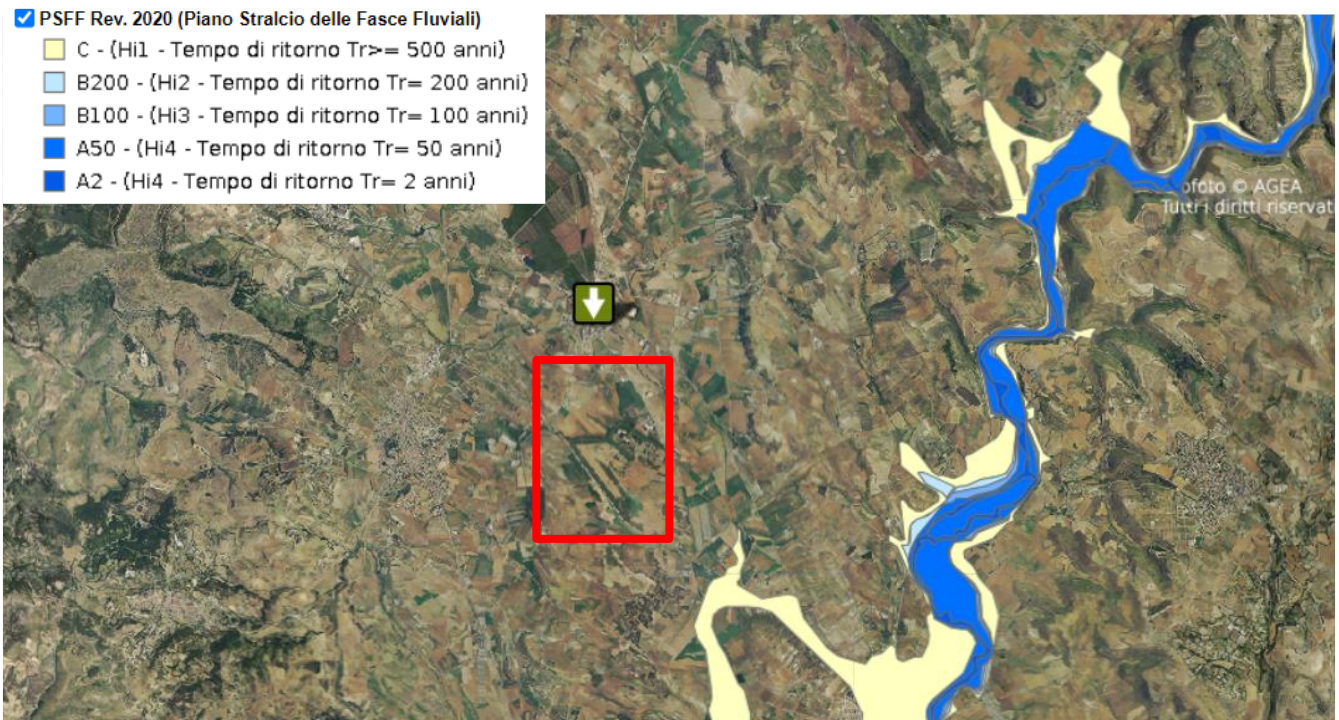 PSFF Rev. 2020 (Piano Stralcio delle Fasce Fluviali)
C - (Hi1 - Tempo di ritorno Tr>= 500 anni)
B200 - (Hi2 - Tempo di ritorno Tr= 200 anni)
B100 - (Hi3 - Tempo di ritorno Tr= 100 anni)
A50 - (Hi4 - Tempo di ritorno Tr= 50 anni)
A2 - (Hi4 - Tempo di ritorno Tr= 2 anni)
ofoto © AGEA
Tutti i diritti riservat